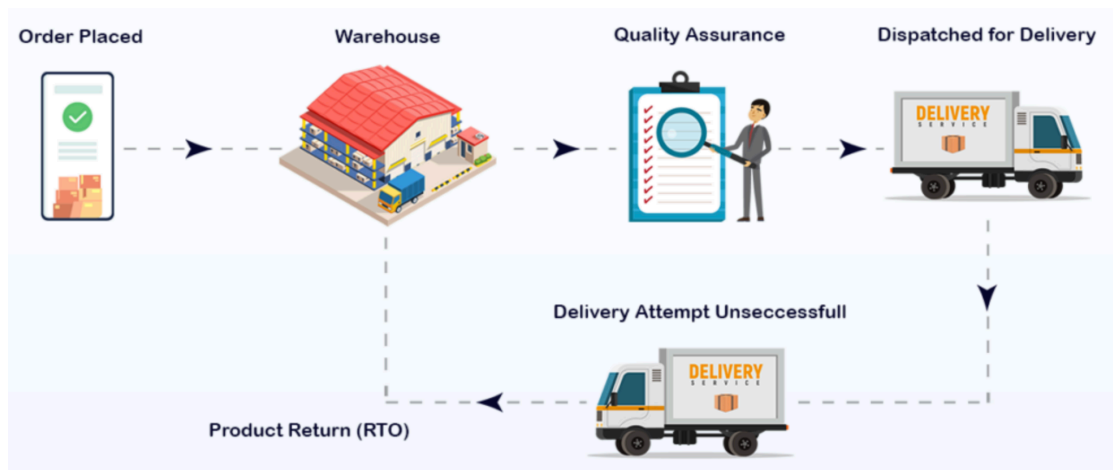 Order Placed
Warehouse
Quality Assurance
Dispatched for Delivery
DELIVERY
SERVICE
Delivery Attempt Unseccessfull
DELIVERY
SERVICE
Product Return (RTO)